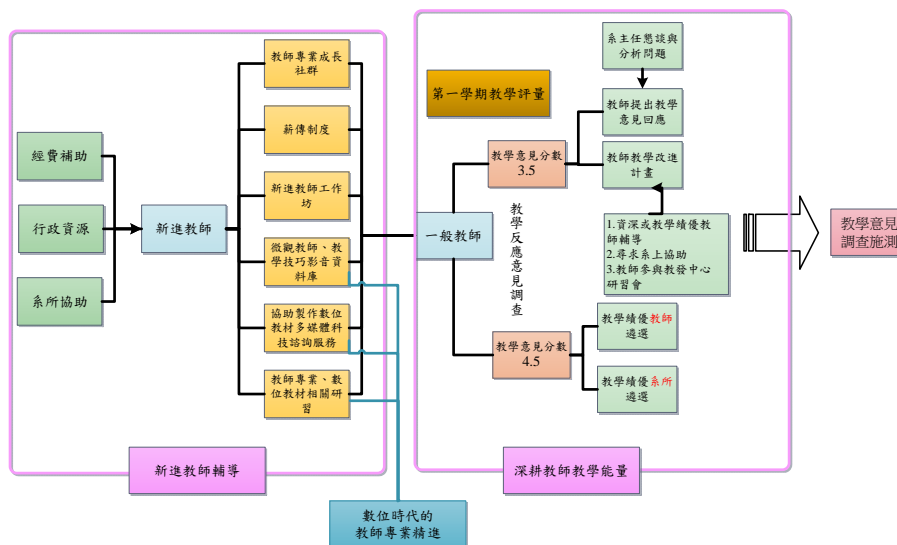 經費補助
行政資源
系所協助
新進教師
教師專業成長
社群
薪傳制度
新進教師工作
坊
微觀教師、教
學技巧影音資
料庫
協助製作數位
教材多媒體科
技諮詢服務
教師專業、數
位教材相關研
習
新進教師輔導
數位時代的
教師專業精進
第一學期教學評量
一般教師
教學意見分數
3.5
教學反應意見調查
教學意見分數
4.5
系主任懇談與
分析問題
教師提出教學
意見回應
教師教學改進
計畫
1.資深或教學績優教
師輔導
2.尋求系上協助
3.教師參與教發中心
研習會
教學績優教師
遴選
教學績優系所
遴選
深耕教師教學能量
教學意見
調查施測